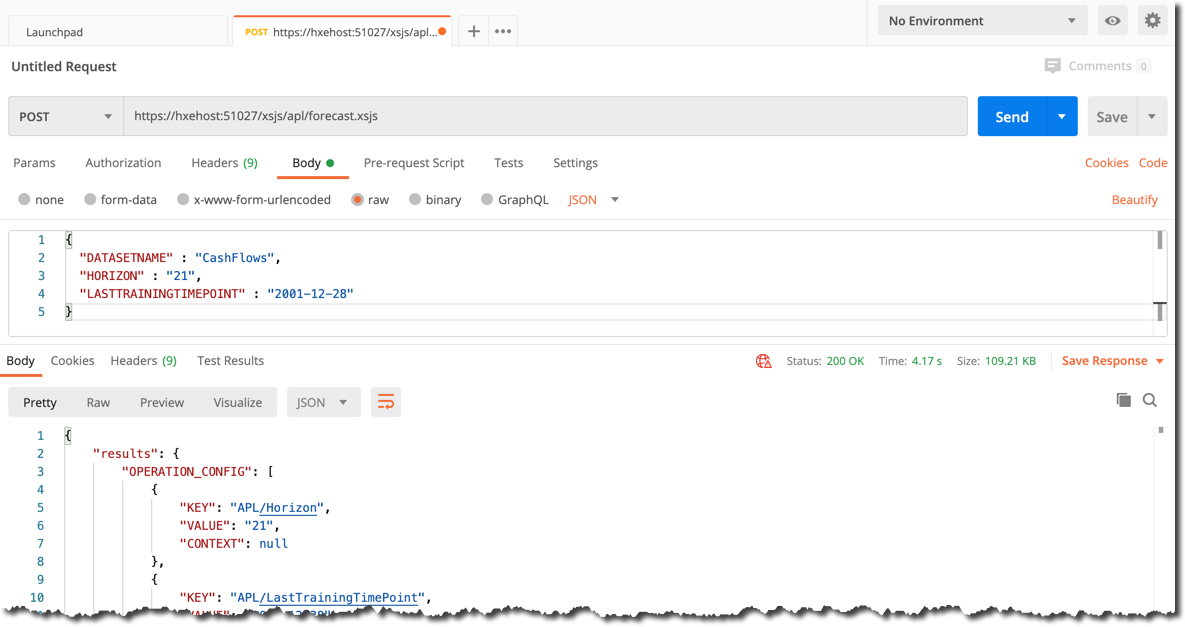 Launchpad
POST https://hxehost:51027/xsjs/apl...
No Environment
Untitled Request
Comments 0
POST https://hxehost:51027/xsjs/apl/forecast.xsjs Send Save
Params Authorization Headers (9) Body Pre-request Script Tests Settings Cookies Code
none form-data x-www-form-urlencoded raw binary GraphQL JSON Beautify
1 {
2 "DATASETNAME" : "CashFlows",
3 "HORIZON" : "21",
4 "LASTTRAININGTIMEPOINT" : "2001-12-28"
5 }
Body Cookies Headers (9) Test Results Status: 200 OK Time: 4.17 s Size: 109.21 KB Save Response
Pretty Raw Preview Visualize JSON
1 {
2 "results": {
3 "OPERATION_CONFIG": [
4 {
5 "KEY": "APL/Horizon",
6 "VALUE": "21",
7 "CONTEXT": null
8 },
9 {
10 "KEY": "APL/LastTrainingTimePoint",